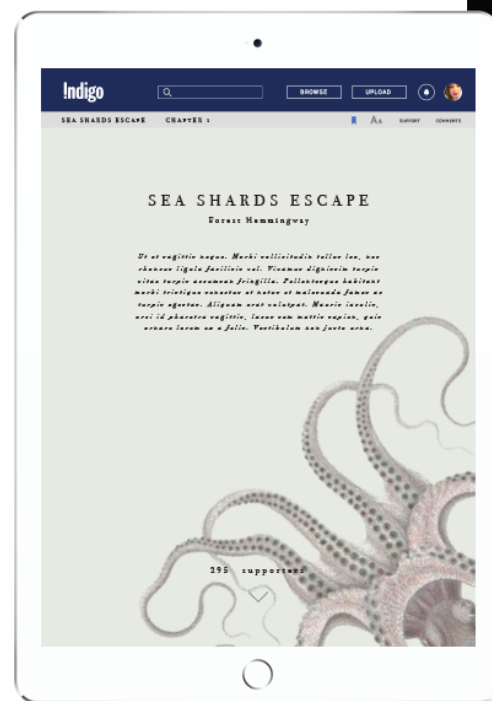 Indigo
BROWSE
UPLOAD
SEA SHARDS ESCAPE CHAPTER 1
AA SUPPORT COMMENTS
SEA SHARDS ESCAPE
Forest Hemmingway
Ut et sagittis neque. Morbi sollicitudin tellus leo, nec
rhoncus ligula facilisis vel. Vivamus dignissim turpis
vitae turpis accumsan fringilla. Pellentesque habitant
morbi tristique senectus et netus et malesuada fames ac
turpis egestas. Aliquam erat volutpat. Mauris iaculis,
orci id pharetra sagittis, lacus sem mattis sapien, quis
ornare lorem ex a felis. Vestibulum non justo urna.
295 supporters